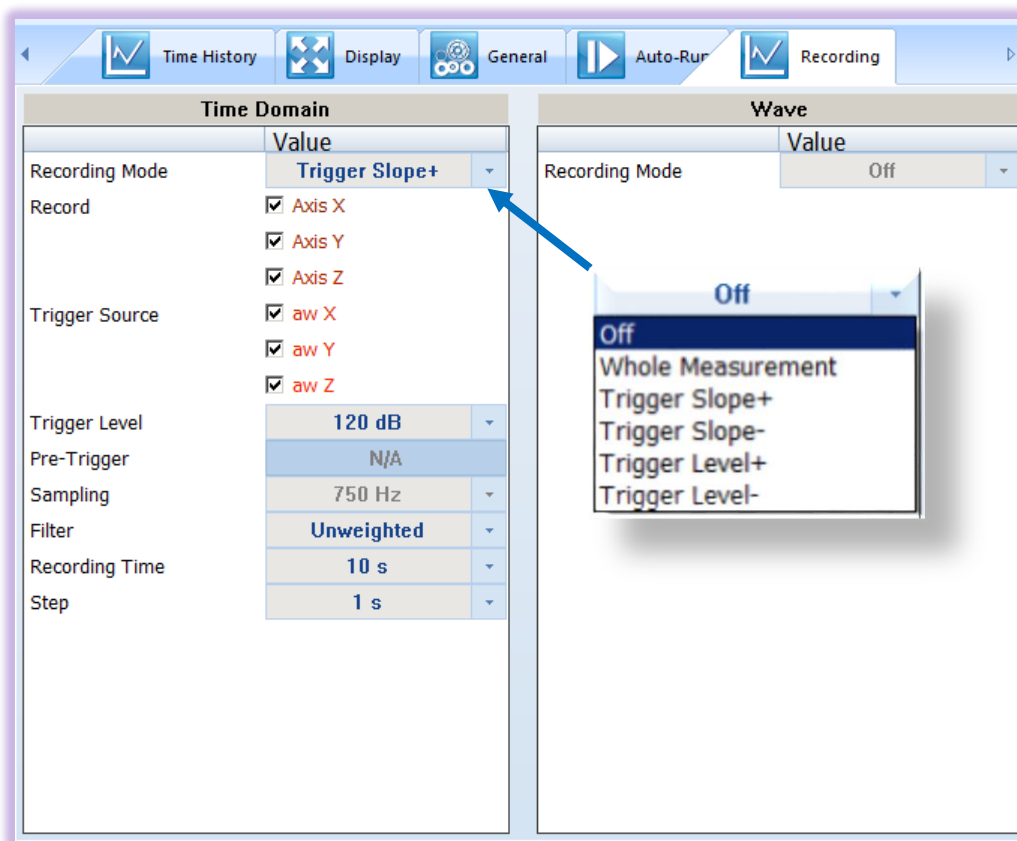 Time History
Display
General
Auto-Run
Recording
Time Domain
Value
Recording Mode Trigger Slope+
Record Axis X
Axis Y
Axis Z
Trigger Source aw X
aw Y
aw Z
Trigger Level 120 dB
Pre-Trigger N/A
Sampling 750 Hz
Filter Unweighted
Recording Time 10 s
Step 1 s
Wave
Value
Recording Mode Off
Off
Off
Whole Measurement
Trigger Slope+
Trigger Slope-
Trigger Level+
Trigger Level-